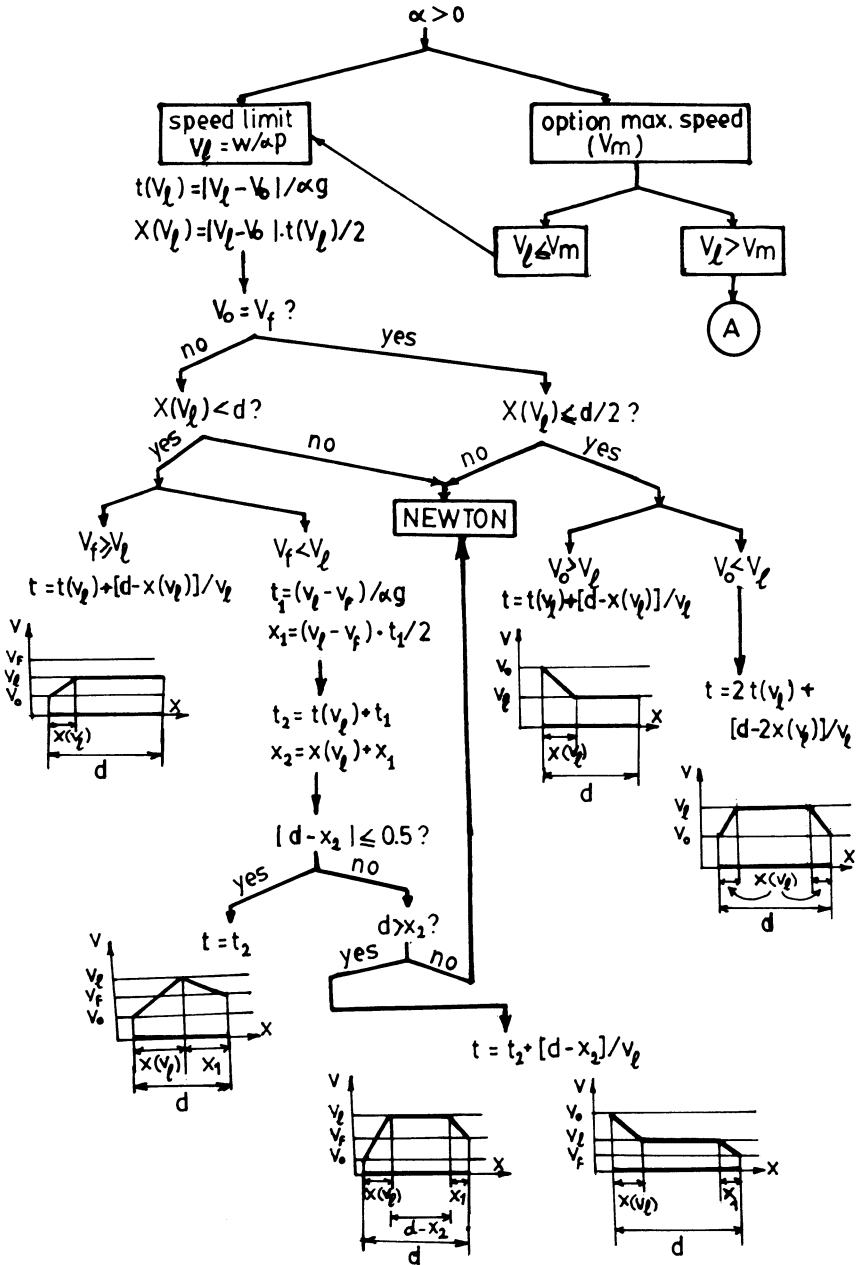 α > 0
speed limit
Vℓ = w/αp
option max. speed
(Vm)
t(Vℓ) = |Vℓ - V₀| / αg
X(Vℓ) = |Vℓ - V₀| . t(Vℓ)/2
Vℓ ≤ Vm
Vℓ > Vm
A
V₀ = Vf ?
no
yes
X(Vℓ) < d ?
X(Vℓ) ≤ d/2 ?
yes
no
no
yes
NEWTON
Vf ≥ Vℓ
Vf < Vℓ
V₀ > Vℓ
V₀ < Vℓ
t = t(vℓ) + [d - x(vℓ)] / vℓ
t₁ = (vℓ - vf) / αg
x₁ = (vℓ - vf) · t₁/2
t = t(vℓ) + [d - x(vℓ)] / vℓ
V
VF
Vℓ
V₀
X
x(vℓ)
d
V
V₀
Vℓ
X
x(vℓ)
d
t₂ = t(vℓ) + t₁
x₂ = x(vℓ) + x₁
t = 2 t(vℓ) +
[d - 2x(vℓ)] / vℓ
V
Vℓ
V₀
X
x(vℓ)
d
| d - x₂ | ≤ 0.5 ?
yes
no
t = t₂
d > x₂ ?
yes
no
V
Vℓ
VF
V₀
X
x(vℓ)
x₁
d
t = t₂ + [d - x₂] / vℓ
V
Vℓ
VF
V₀
X
x(vℓ)
x₁
d - x₂
d
V
V₀
Vℓ
VF
X
x(vℓ)
x₁
d